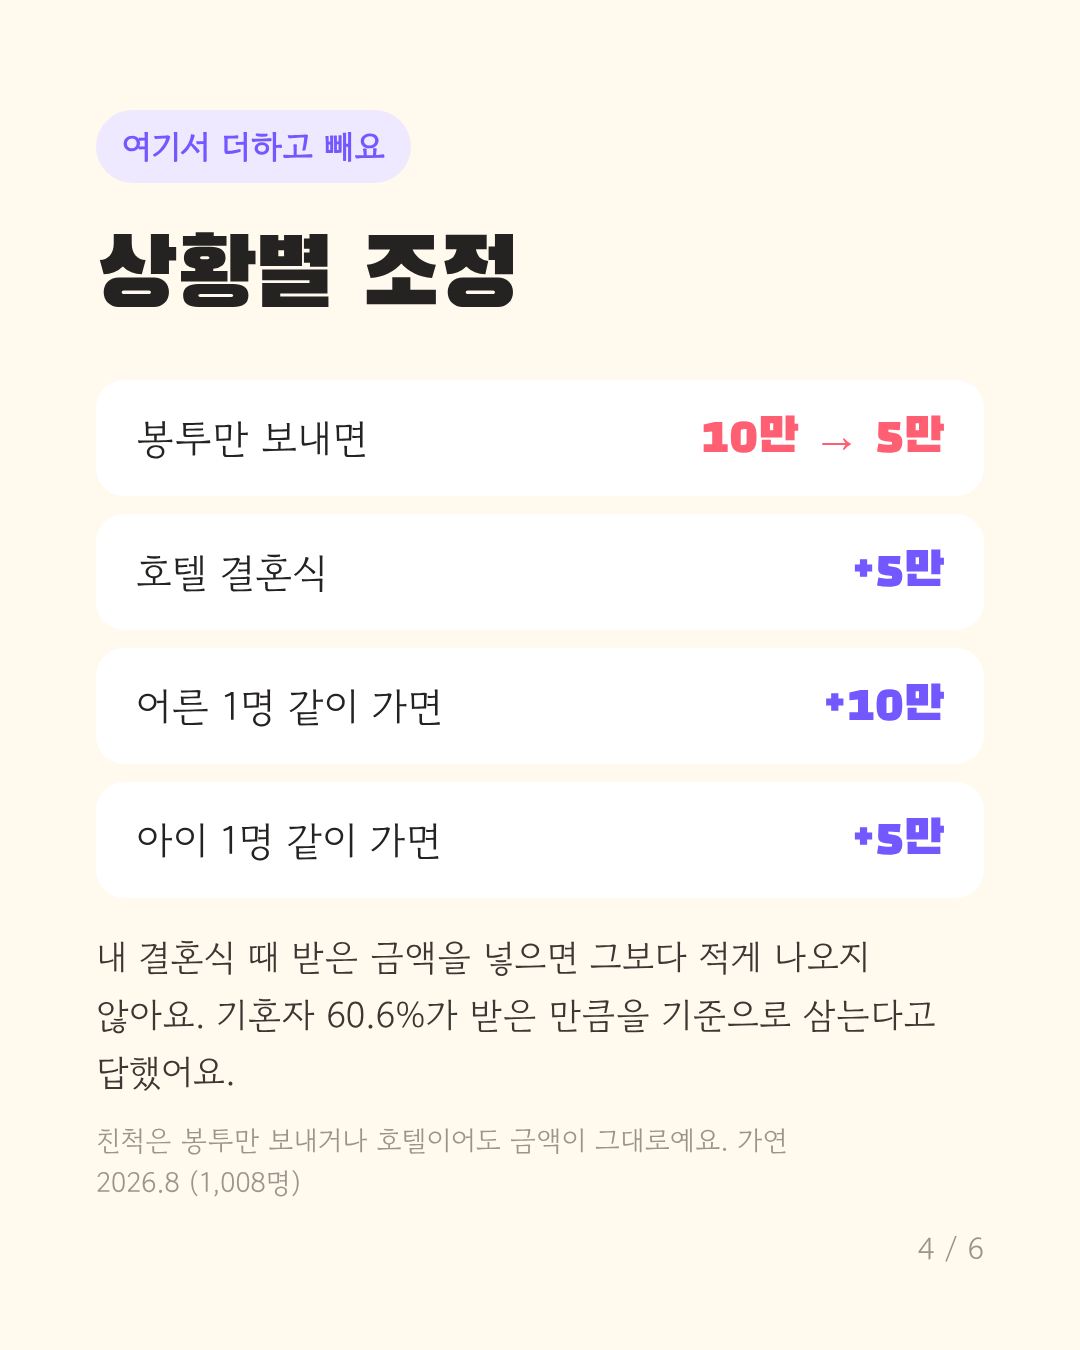 여기서 더하고 빼요
상황별 조정
봉투만 보내면 10만 → 5만
호텔 결혼식 +5만
어른 1명 같이 가면 +10만
아이 1명 같이 가면 +5만
내 결혼식 때 받은 금액을 넣으면 그보다 적게 나오지
않아요. 기혼자 60.6%가 받은 만큼을 기준으로 삼는다고
답했어요.
친척은 봉투만 보내거나 호텔이어도 금액이 그대로예요. 가연
2026.8 (1,008명)
4 / 6